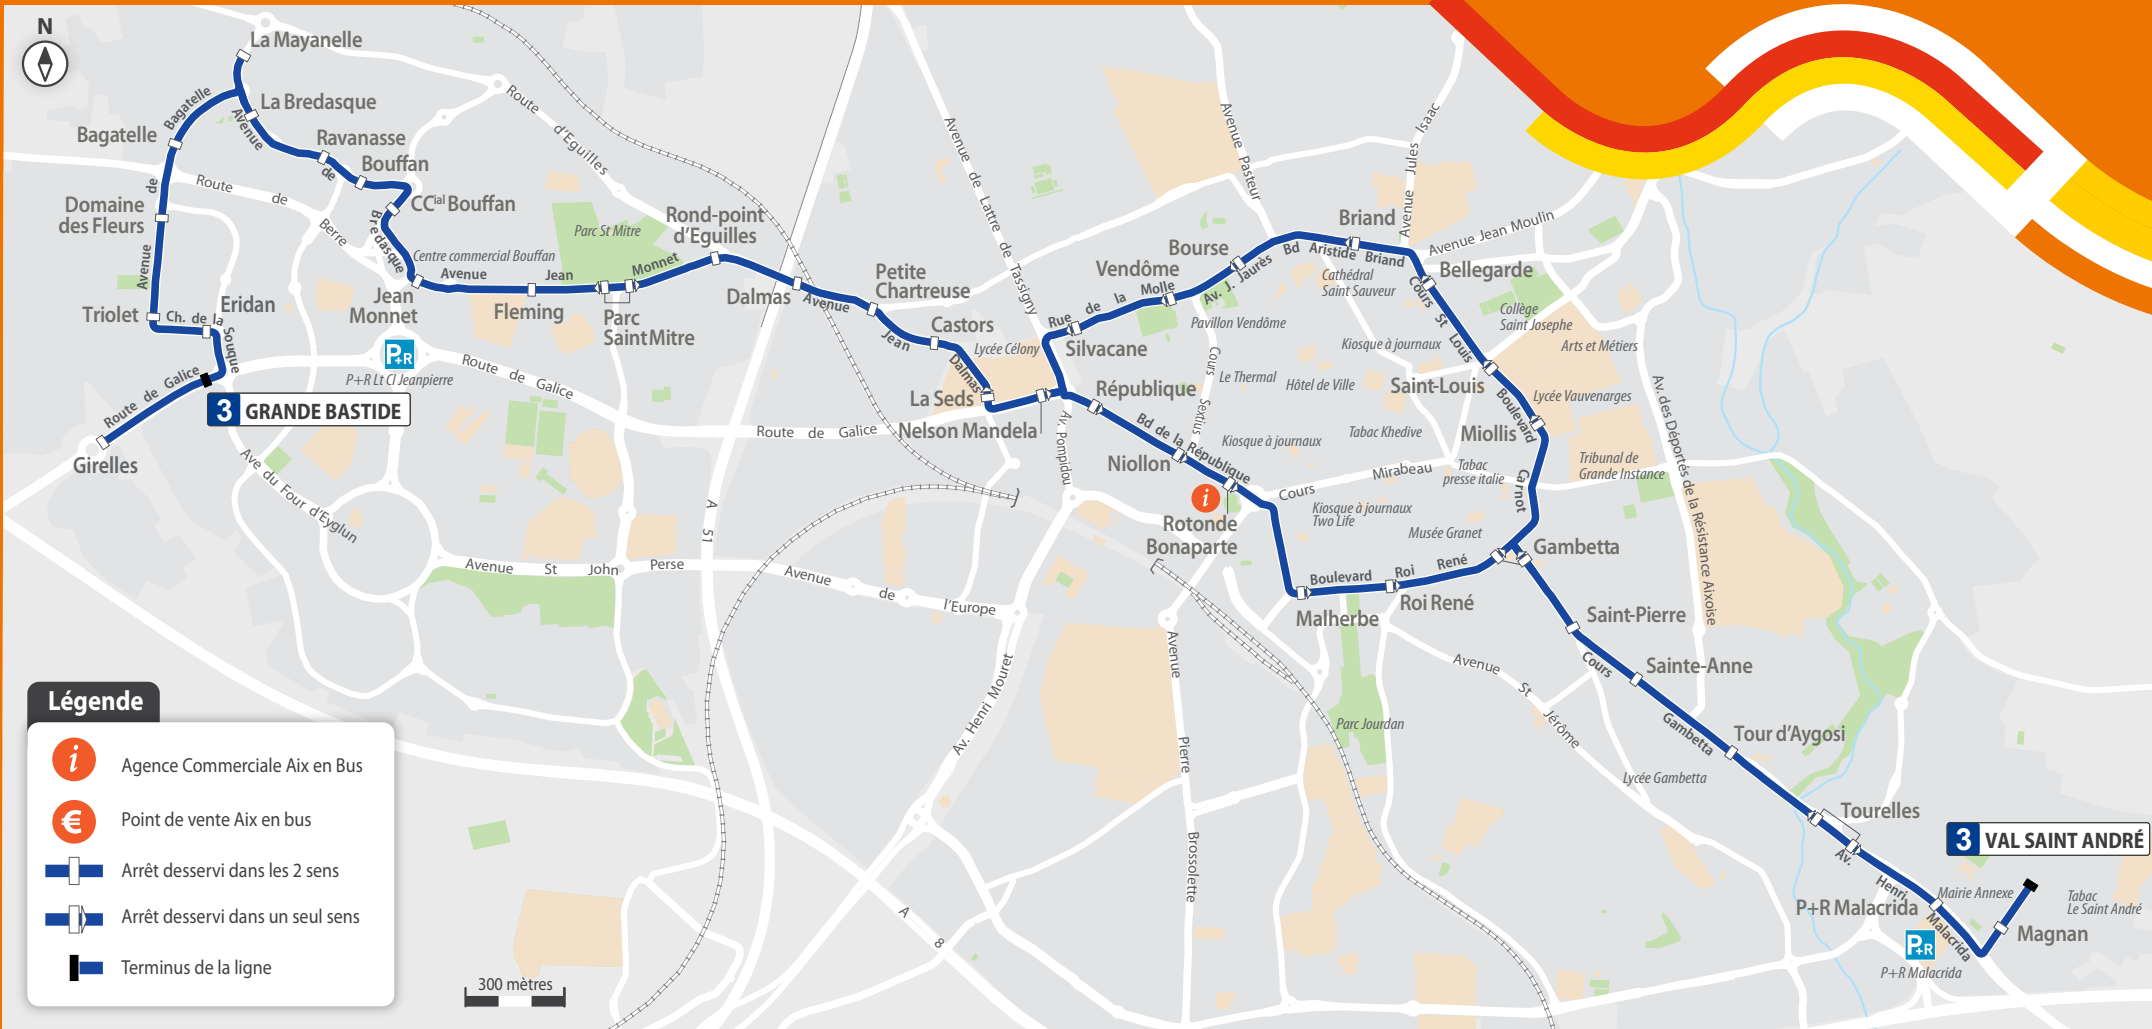 N
La Mayanelle
La Bredasque
Ravanasse
Bouffan
CCial Bouffan
Bagatelle
Bagatelle
Avenue
de
Bredasque
Domaine
des Fleurs
Avenue
de
Triolet
Eridan
Ch. de la
Souque
Route de Galice
3 GRANDE BASTIDE
Girelles
Route
de
Berre
Route
d'Eguilles
Centre commercial Bouffan
Jean
Monnet
P+R
P+R Lt Cl Jeanpierre
Avenue
Jean
Monnet
Fleming
Parc St Mitre
Parc
Saint Mitre
Rond-point
d'Eguilles
Dalmas
Avenue
Jean
Dalmas
Petite
Chartreuse
Castors
Lycée Célony
La Seds
Nelson Mandela
Route de Galice
Route de Galice
Ave du Four d'Eyglun
Avenue St John Perse
A 51
Avenue
de
l'Europe
Avenue de Lattre de Tassigny
Av. Pompidou
Av. Henri Mouret
Silvacane
Rue de la Molle
Vendôme
Bourse
Av. J. Jaurès
Bd Aristide Briand
Briand
Avenue Pasteur
Avenue Jules Isaac
Avenue Jean Moulin
Bellegarde
Cathédral
Saint Sauveur
Pavillon Vendôme
Cours St Louis
Collège
Saint Josephe
Arts et Métiers
Kiosque à journaux
Cours Sextius
Le Thermal
Hôtel de Ville
Saint-Louis
Lycée Vauvenarges
République
Bd de la République
Niollon
Kiosque à journaux
Tabac Khedive
Boulevard
Carnot
Miollis
Tribunal de
Grande Instance
Tabac
presse italie
Cours
Mirabeau
i
Rotonde
Bonaparte
Kiosque à journaux
Two Life
Musée Granet
Gambetta
Av. des Déportés de la Résistance Aixoise
Boulevard
Roi
René
Malherbe
Roi René
Saint-Pierre
Cours
Gambetta
Sainte-Anne
Avenue
St
Jérôme
Parc Jourdan
Tour d'Aygosi
Lycée Gambetta
Avenue
Pierre
Brossolette
Tourelles
3 VAL SAINT ANDRÉ
Av.
Henri
Malacrida
Mairie Annexe
Tabac
Le Saint André
P+R Malacrida
P+R
P+R Malacrida
Magnan
A
8
Légende
i
Agence Commerciale Aix en Bus
€
Point de vente Aix en bus
Arrêt desservi dans les 2 sens
Arrêt desservi dans un seul sens
Terminus de la ligne
300 mètres